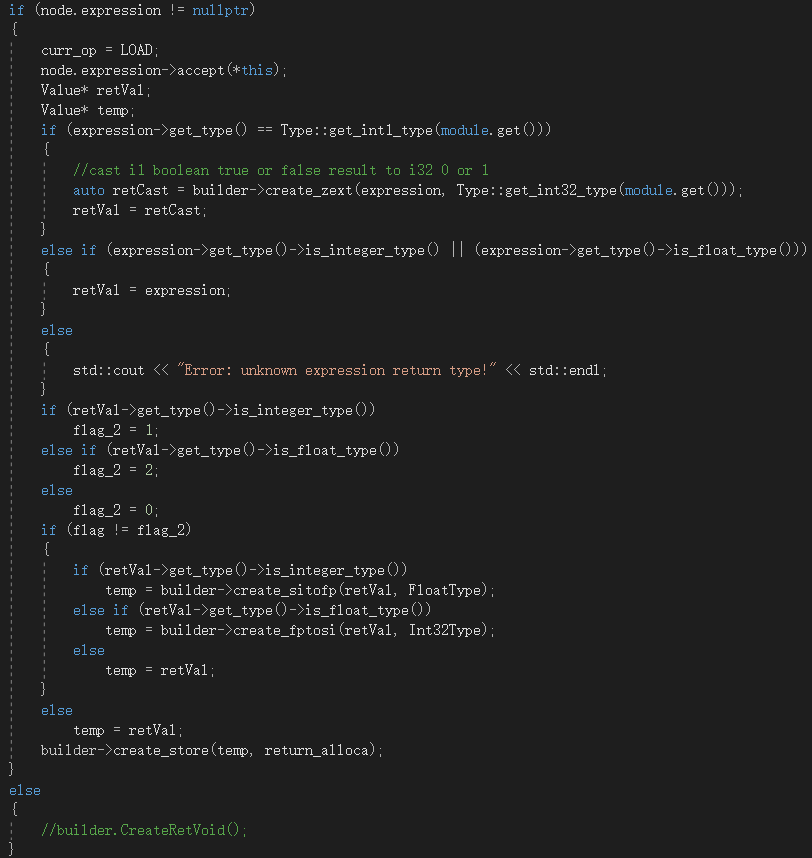 if (node.expression != nullptr)
{
    curr_op = LOAD;
    node.expression->accept(*this);
    Value* retVal;
    Value* temp;
    if (expression->get_type() == Type::get_int1_type(module.get()))
    {
        //cast i1 boolean true or false result to i32 0 or 1
        auto retCast = builder->create_zext(expression, Type::get_int32_type(module.get()));
        retVal = retCast;
    }
    else if (expression->get_type()->is_integer_type() || (expression->get_type()->is_float_type()))
    {
        retVal = expression;
    }
    else
    {
        std::cout << "Error: unknown expression return type!" << std::endl;
    }
    if (retVal->get_type()->is_integer_type())
        flag_2 = 1;
    else if (retVal->get_type()->is_float_type())
        flag_2 = 2;
    else
        flag_2 = 0;
    if (flag != flag_2)
    {
        if (retVal->get_type()->is_integer_type())
            temp = builder->create_sitofp(retVal, FloatType);
        else if (retVal->get_type()->is_float_type())
            temp = builder->create_fptosi(retVal, Int32Type);
        else
            temp = retVal;
    }
    else
        temp = retVal;
    builder->create_store(temp, return_alloca);
}
else
{
    //builder.CreateRetVoid();
}